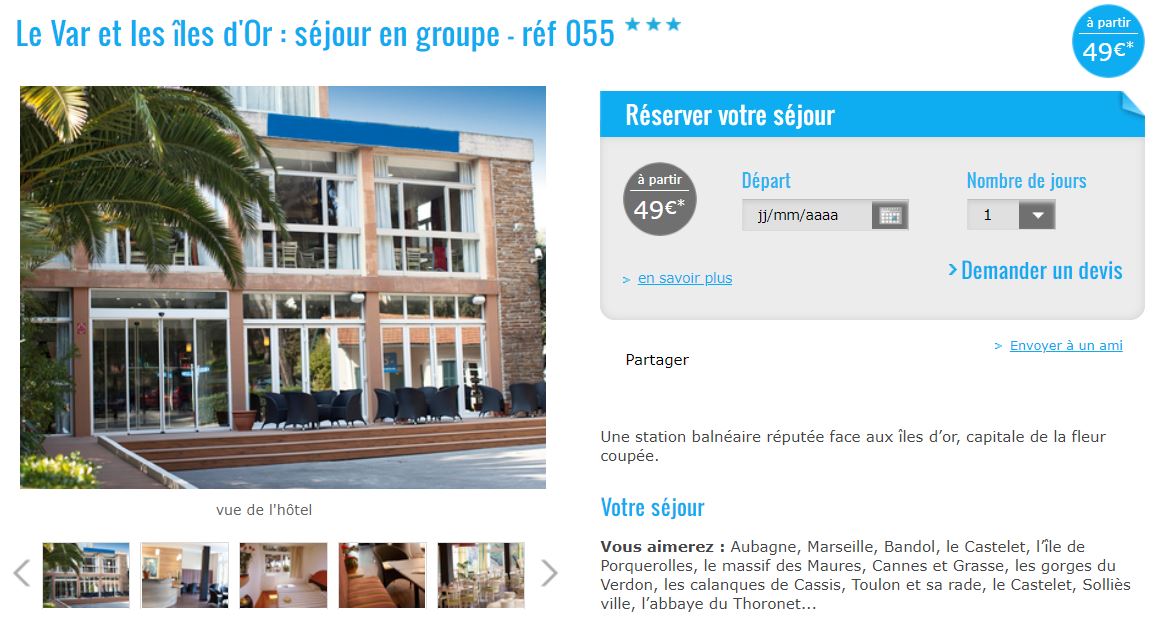 Le Var et les îles d'Or : séjour en groupe - réf 055
à partir
49€*
Réserver votre séjour
à partir
49€*
Départ
jj/mm/aaaa
Nombre de jours
1
> en savoir plus
> Demander un devis
Partager
> Envoyer à un ami
Une station balnéaire réputée face aux îles d’or, capitale de la fleur
coupée.
vue de l'hôtel
Votre séjour
Vous aimerez : Aubagne, Marseille, Bandol, le Castelet, l’île de
Porquerolles, le massif des Maures, Cannes et Grasse, les gorges du
Verdon, les calanques de Cassis, Toulon et sa rade, le Castelet, Solliès
ville, l’abbaye du Thoronet...